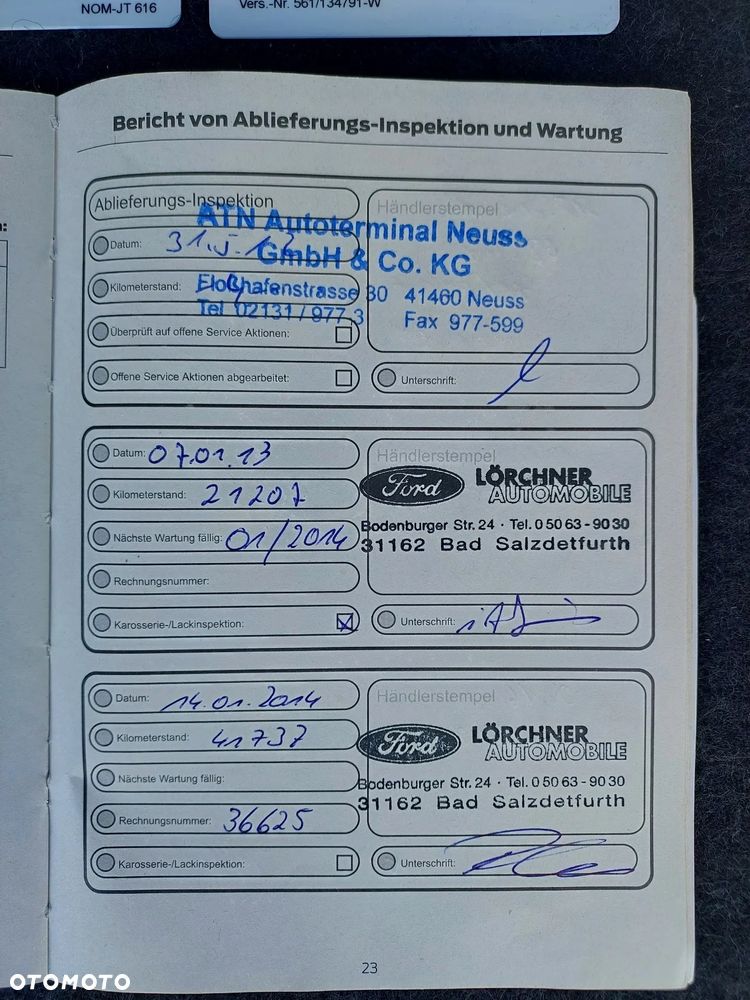 NOM-JT 616
Vers.-Nr. 561/134791-W
Bericht von Ablieferungs-Inspektion und Wartung
Ablieferungs-Inspektion
Händlerstempel
ATN Autoterminal Neuss
GmbH & Co. KG
Floßhafenstrasse 30 41460 Neuss
Tel 02131/977-3
Fax 977-599
Datum:
Kilometerstand:
Überprüft auf offene Service Aktionen:
Offene Service Aktionen abgearbeitet:
Unterschrift:
Datum: 07.01.13
Händlerstempel
Ford LÖRCHNER
AUTOMOBILE
Kilometerstand: 21207
Bodenburger Str. 24 · Tel. 0 50 63 - 90 30
31162 Bad Salzdetfurth
Nächste Wartung fällig: 01/2014
Rechnungsnummer:
Karosserie-/Lackinspektion:
Unterschrift:
Datum: 14.01.2014
Händlerstempel
Ford LÖRCHNER
AUTOMOBILE
Kilometerstand: 41737
Bodenburger Str. 24 · Tel. 0 50 63 - 90 30
31162 Bad Salzdetfurth
Nächste Wartung fällig:
Rechnungsnummer: 36625
Karosserie-/Lackinspektion:
Unterschrift:
23
OTOMOTO